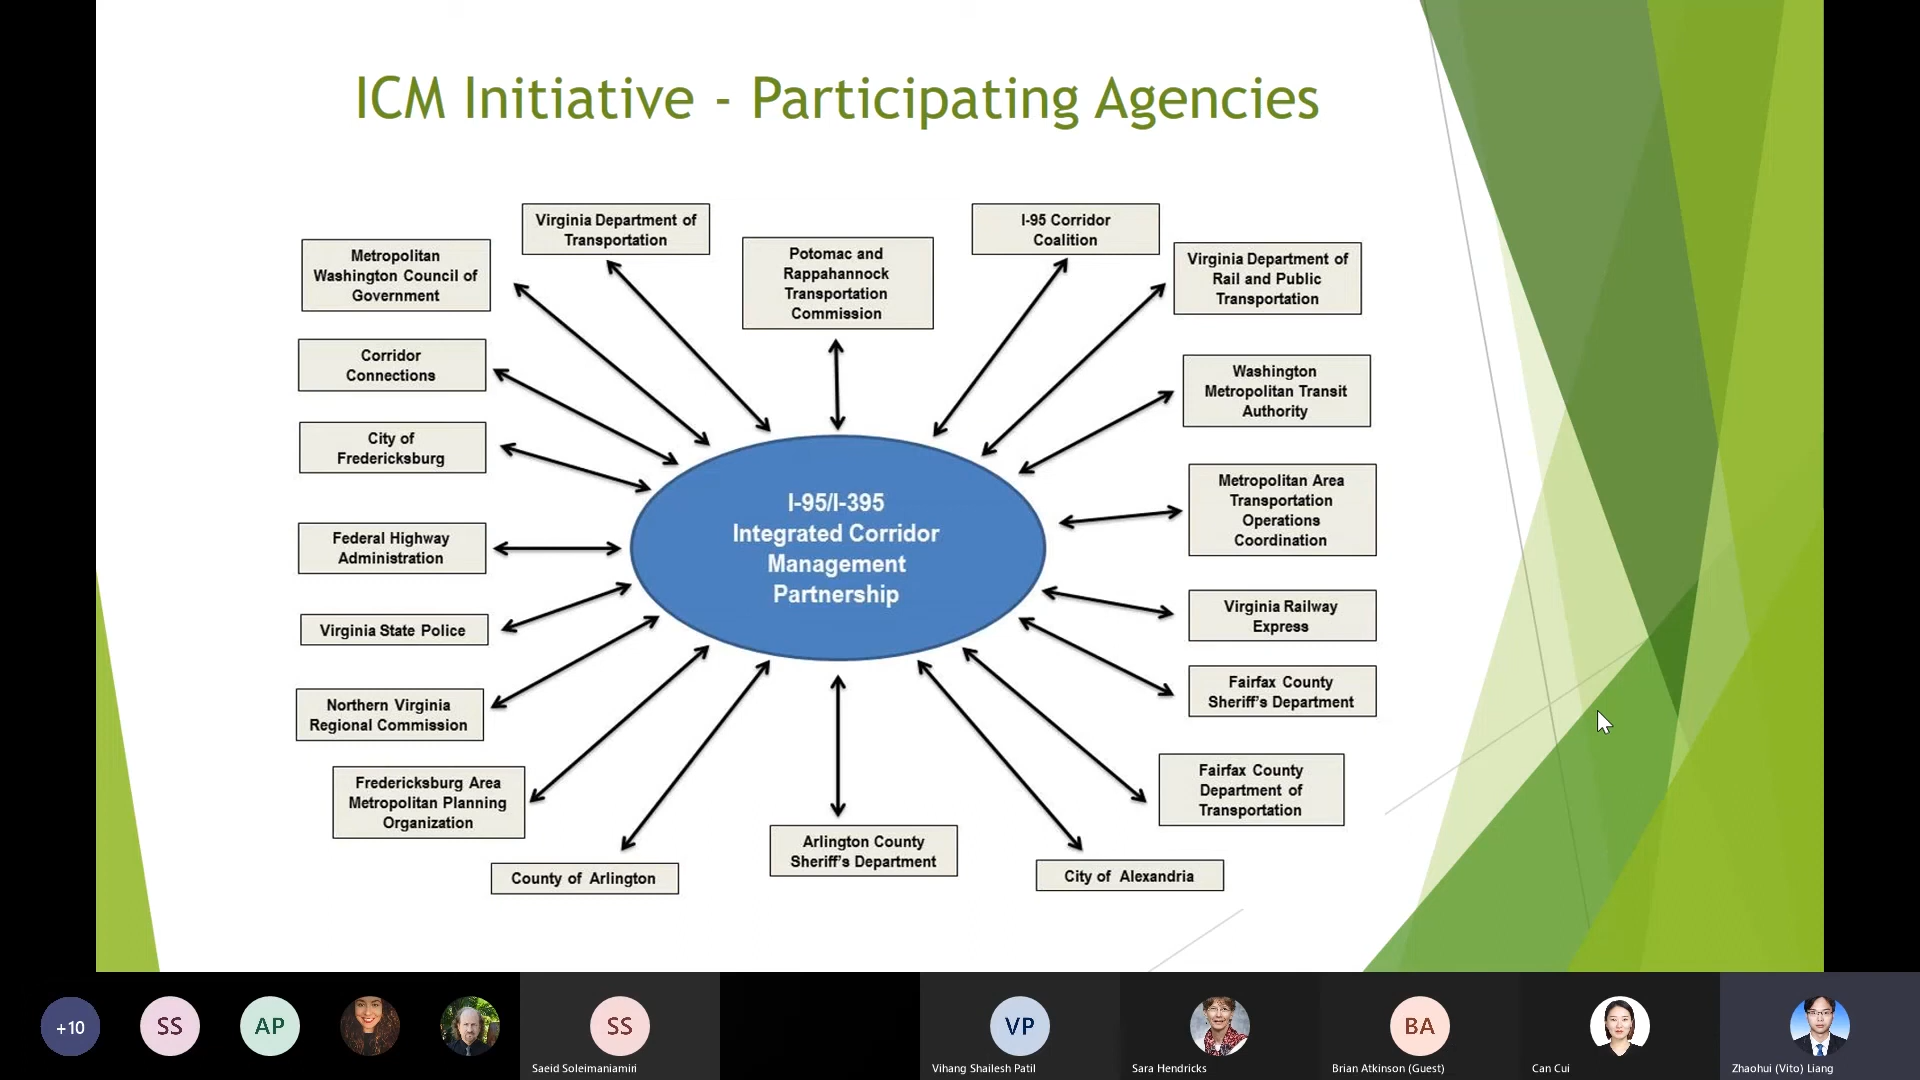 ICM Initiative - Participating Agencies
Virginia Department of
Transportation
I-95 Corridor
Coalition
Metropolitan
Washington Council of
Government
Potomac and
Rappahannock
Transportation
Commission
Virginia Department of
Rail and Public
Transportation
Corridor
Connections
Washington
Metropolitan Transit
Authority
City of
Fredericksburg
Metropolitan Area
Transportation
Operations
Coordination
I-95/I-395
Integrated Corridor
Management
Partnership
Federal Highway
Administration
Virginia Railway
Express
Virginia State Police
Fairfax County
Sheriff's Department
Northern Virginia
Regional Commission
Fairfax County
Department of
Transportation
Fredericksburg Area
Metropolitan Planning
Organization
Arlington County
Sheriff's Department
County of Arlington
City of Alexandria
+10
SS
AP
SS
VP
BA
Saeid Soleimaniamiri
Vihang Shailesh Patil
Sara Hendricks
Brian Atkinson (Guest)
Can Cui
Zhaohui (Vito) Liang